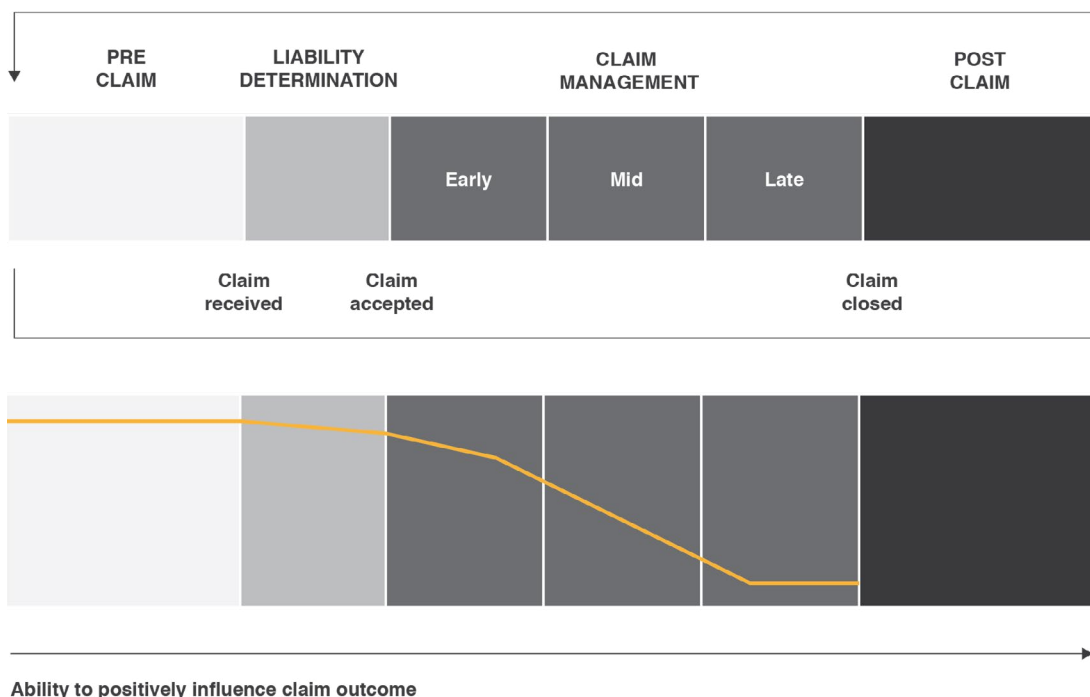 PRE
CLAIM
LIABILITY
DETERMINATION
CLAIM
MANAGEMENT
POST
CLAIM
Early
Mid
Late
Claim
received
Claim
accepted
Claim
closed
Ability to positively influence claim outcome